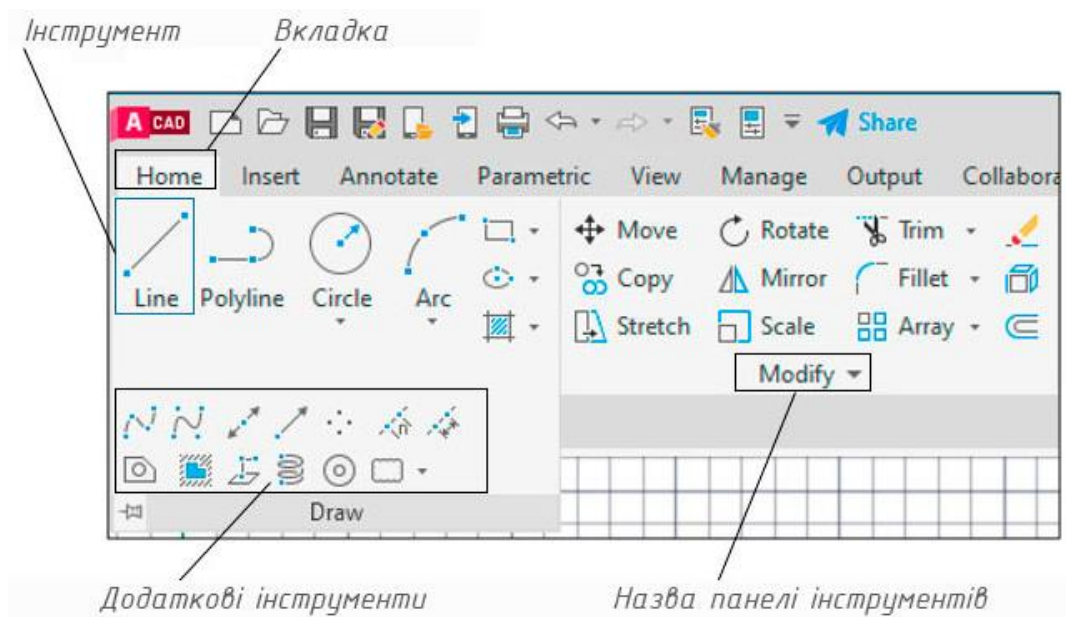 Інструмент Вкладка
A CAD Share
Home Insert Annotate Parametric View Manage Output Collabora
Move Rotate Trim
Copy Mirror Fillet
Line Polyline Circle Arc
Stretch Scale Array
Modify
Draw
Додаткові інструменти Назва панелі інструментів